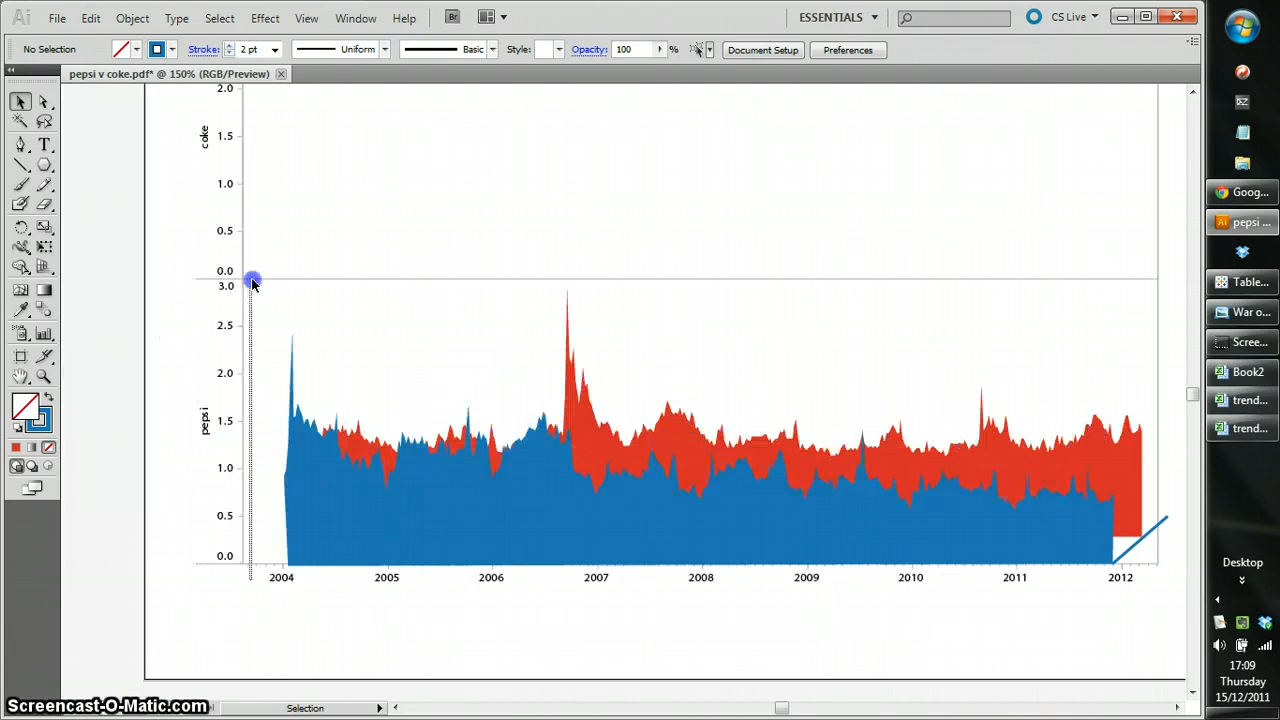 Ai File Edit Object Type Select Effect View Window Help Br ESSENTIALS CS Live
No Selection Stroke: 2 pt Uniform Basic Style: Opacity: 100 % Document Setup Preferences
pepsi v coke.pdf* @ 150% (RGB/Preview)
2.0
1.5
1.0
0.5
0.0
coke
3.0
2.5
2.0
1.5
1.0
0.5
0.0
pepsi
2004 2005 2006 2007 2008 2009 2010 2011 2012
Selection
Screencast-O-Matic.com
Goog...
Ai pepsi ...
Table...
War o...
Scree...
Book2
trend...
trend...
Desktop
17:09
Thursday
15/12/2011